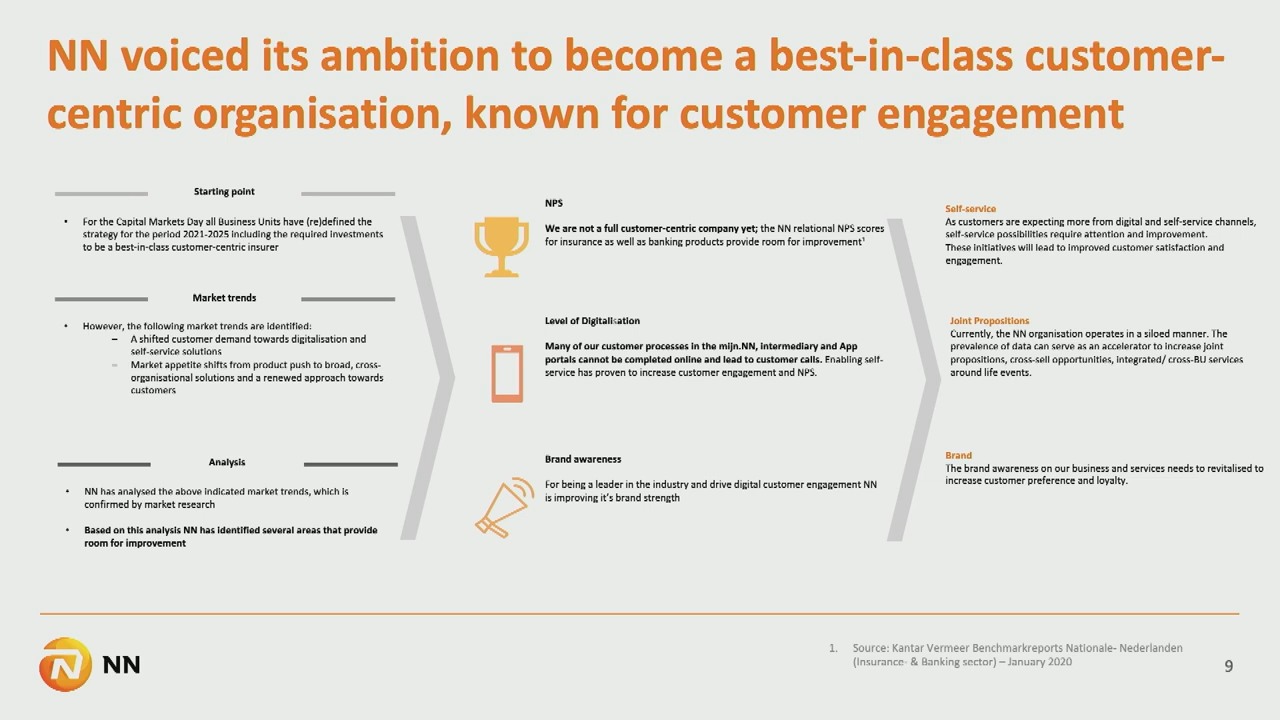 NN voiced its ambition to become a best-in-class customer-
centric organisation, known for customer engagement
Starting point
• For the Capital Markets Day all Business Units have (re)defined the
strategy for the period 2021-2025 including the required investments
to be a best-in-class customer-centric insurer
Market trends
• However, the following market trends are identified:
– A shifted customer demand towards digitalisation and
self-service solutions
– Market appetite shifts from product push to broad, cross-
organisational solutions and a renewed approach towards
customers
Analysis
• NN has analysed the above indicated market trends, which is
confirmed by market research
• Based on this analysis NN has identified several areas that provide
room for improvement
NPS
We are not a full customer-centric company yet; the NN relational NPS scores
for insurance as well as banking products provide room for improvement¹
Level of Digitalisation
Many of our customer processes in the mijn.NN, intermediary and App
portals cannot be completed online and lead to customer calls. Enabling self-
service has proven to increase customer engagement and NPS.
Brand awareness
For being a leader in the industry and drive digital customer engagement NN
is improving it's brand strength
Self-service
As customers are expecting more from digital and self-service channels,
self-service possibilities require attention and improvement.
These initiatives will lead to improved customer satisfaction and
engagement.
Joint Propositions
Currently, the NN organisation operates in a siloed manner. The
prevalence of data can serve as an accelerator to increase joint
propositions, cross-sell opportunities, integrated/ cross-BU services
around life events.
Brand
The brand awareness on our business and services needs to revitalised to
increase customer preference and loyalty.
NN
1. Source: Kantar Vermeer Benchmarkreports Nationale- Nederlanden
(Insurance- & Banking sector) – January 2020
9